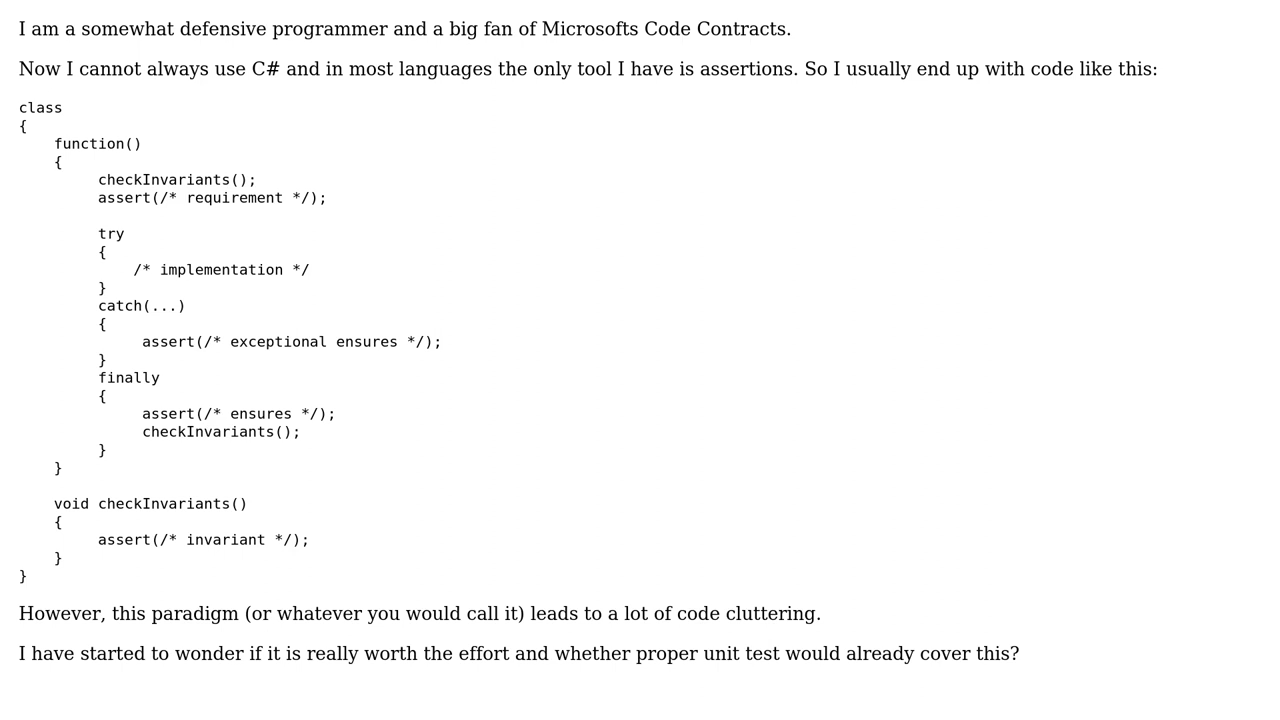 I am a somewhat defensive programmer and a big fan of Microsofts Code Contracts.
Now I cannot always use C# and in most languages the only tool I have is assertions. So I usually end up with code like this:
class
{
    function()
    {
         checkInvariants();
         assert(/* requirement */);

         try
         {
             /* implementation */
         }
         catch(...)
         {
              assert(/* exceptional ensures */);
         }
         finally
         {
              assert(/* ensures */);
              checkInvariants();
         }
    }

    void checkInvariants()
    {
         assert(/* invariant */);
    }
}
However, this paradigm (or whatever you would call it) leads to a lot of code cluttering.
I have started to wonder if it is really worth the effort and whether proper unit test would already cover this?